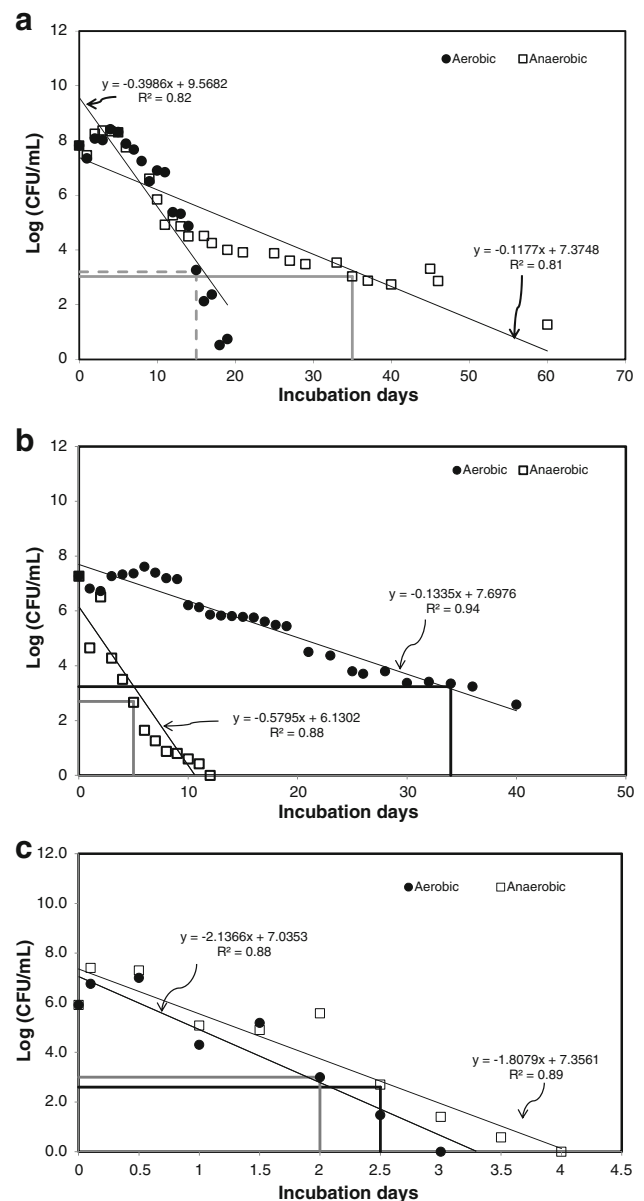 a
12
10
8
6
4
2
0
Log (CFU/mL)
Aerobic Anaerobic
y = -0.3986x + 9.5682
R² = 0.82
y = -0.1177x + 7.3748
R² = 0.81
0 10 20 30 40 50 60 70
Incubation days
b
12
10
8
6
4
2
0
Log (CFU/mL)
Aerobic Anaerobic
y = -0.1335x + 7.6976
R² = 0.94
y = -0.5795x + 6.1302
R² = 0.88
0 10 20 30 40 50
Incubation days
c
12.0
10.0
8.0
6.0
4.0
2.0
0.0
Log (CFU/mL)
Aerobic Anaerobic
y = -2.1366x + 7.0353
R² = 0.88
y = -1.8079x + 7.3561
R² = 0.89
0 0.5 1 1.5 2 2.5 3 3.5 4 4.5
Incubation days